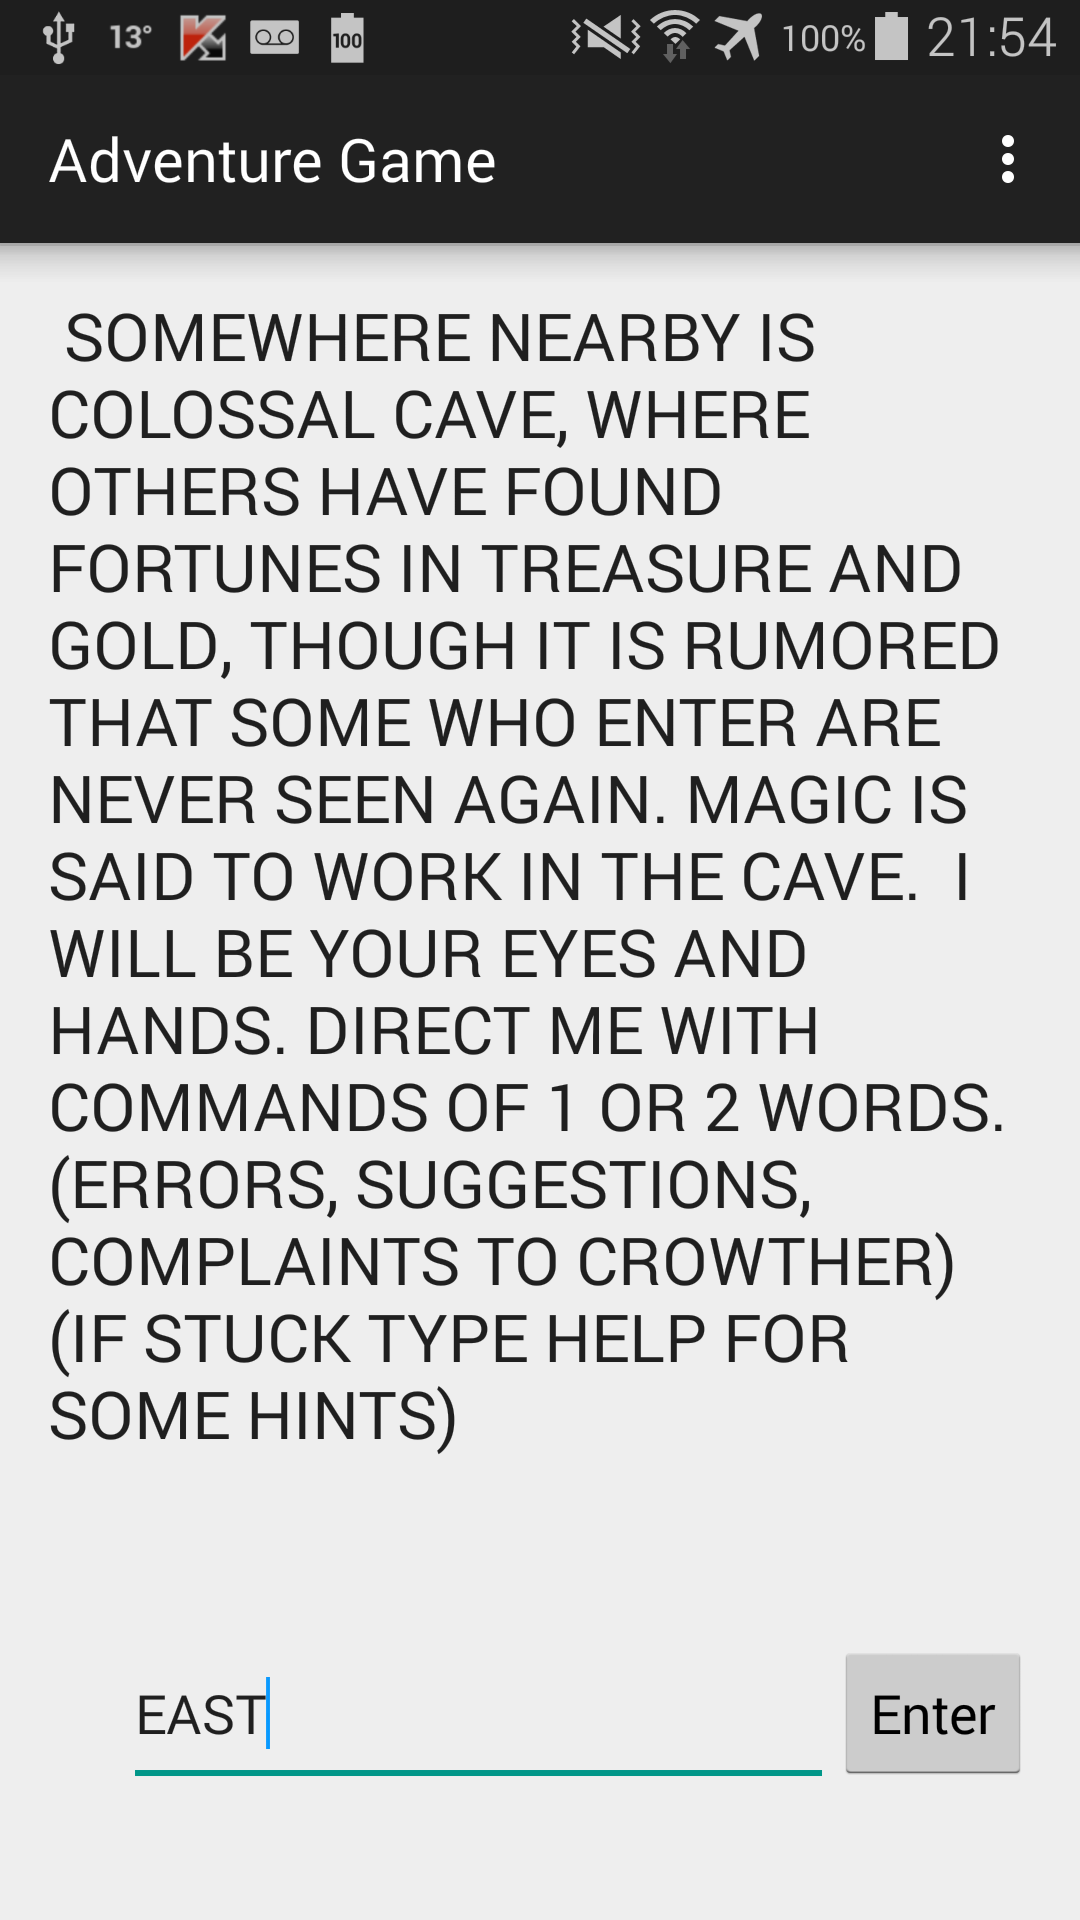 13°
100
100%
21:54
Adventure Game
SOMEWHERE NEARBY IS
COLOSSAL CAVE, WHERE
OTHERS HAVE FOUND
FORTUNES IN TREASURE AND
GOLD, THOUGH IT IS RUMORED
THAT SOME WHO ENTER ARE
NEVER SEEN AGAIN. MAGIC IS
SAID TO WORK IN THE CAVE.  I
WILL BE YOUR EYES AND
HANDS. DIRECT ME WITH
COMMANDS OF 1 OR 2 WORDS.
(ERRORS, SUGGESTIONS,
COMPLAINTS TO CROWTHER)
(IF STUCK TYPE HELP FOR
SOME HINTS)
EAST
Enter